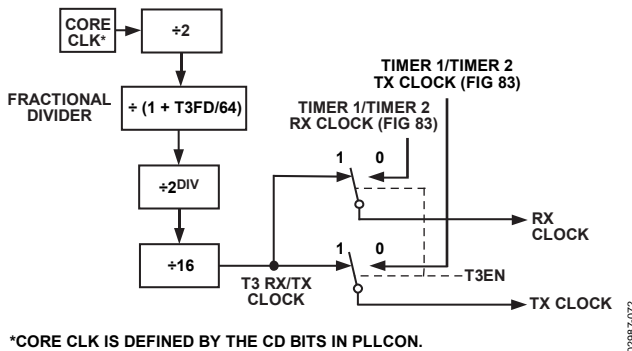 CORE
CLK*
÷2
TIMER 1/TIMER 2
TX CLOCK (FIG 83)
FRACTIONAL
DIVIDER
÷ (1 + T3FD/64)
TIMER 1/TIMER 2
RX CLOCK (FIG 83)
1 0
÷2DIV
RX
CLOCK
1 0
÷16
T3 RX/TX
CLOCK
T3EN
TX CLOCK
*CORE CLK IS DEFINED BY THE CD BITS IN PLLCON.
02987-072